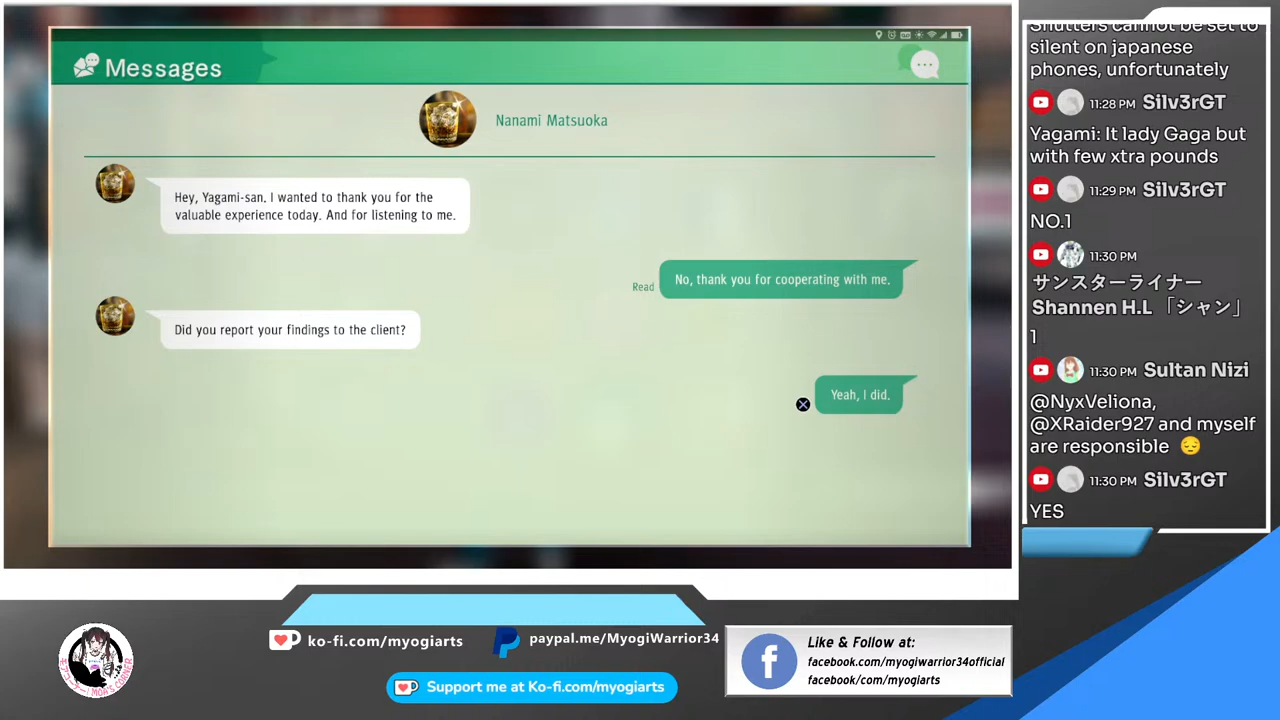 Messages
Nanami Matsuoka
Hey, Yagami-san. I wanted to thank you for the
valuable experience today. And for listening to me.
No, thank you for cooperating with me.
Read
Did you report your findings to the client?
Yeah, I did.
Shutters cannot be set to
silent on japanese
phones, unfortunately
11:28 PM Silv3rGT
Yagami: It lady Gaga but
with few xtra pounds
11:29 PM Silv3rGT
NO.1
11:30 PM
サンスターライナー
Shannen H.L 「シャン」
1
11:30 PM Sultan Nizi
@NyxVeliona,
@XRaider927 and myself
are responsible 😔
11:30 PM Silv3rGT
YES
ko-fi.com/myogiarts
paypal.me/MyogiWarrior34
Support me at Ko-fi.com/myogiarts
Like & Follow at:
facebook.com/myogiwarrior34official
facebook/com/myogiarts